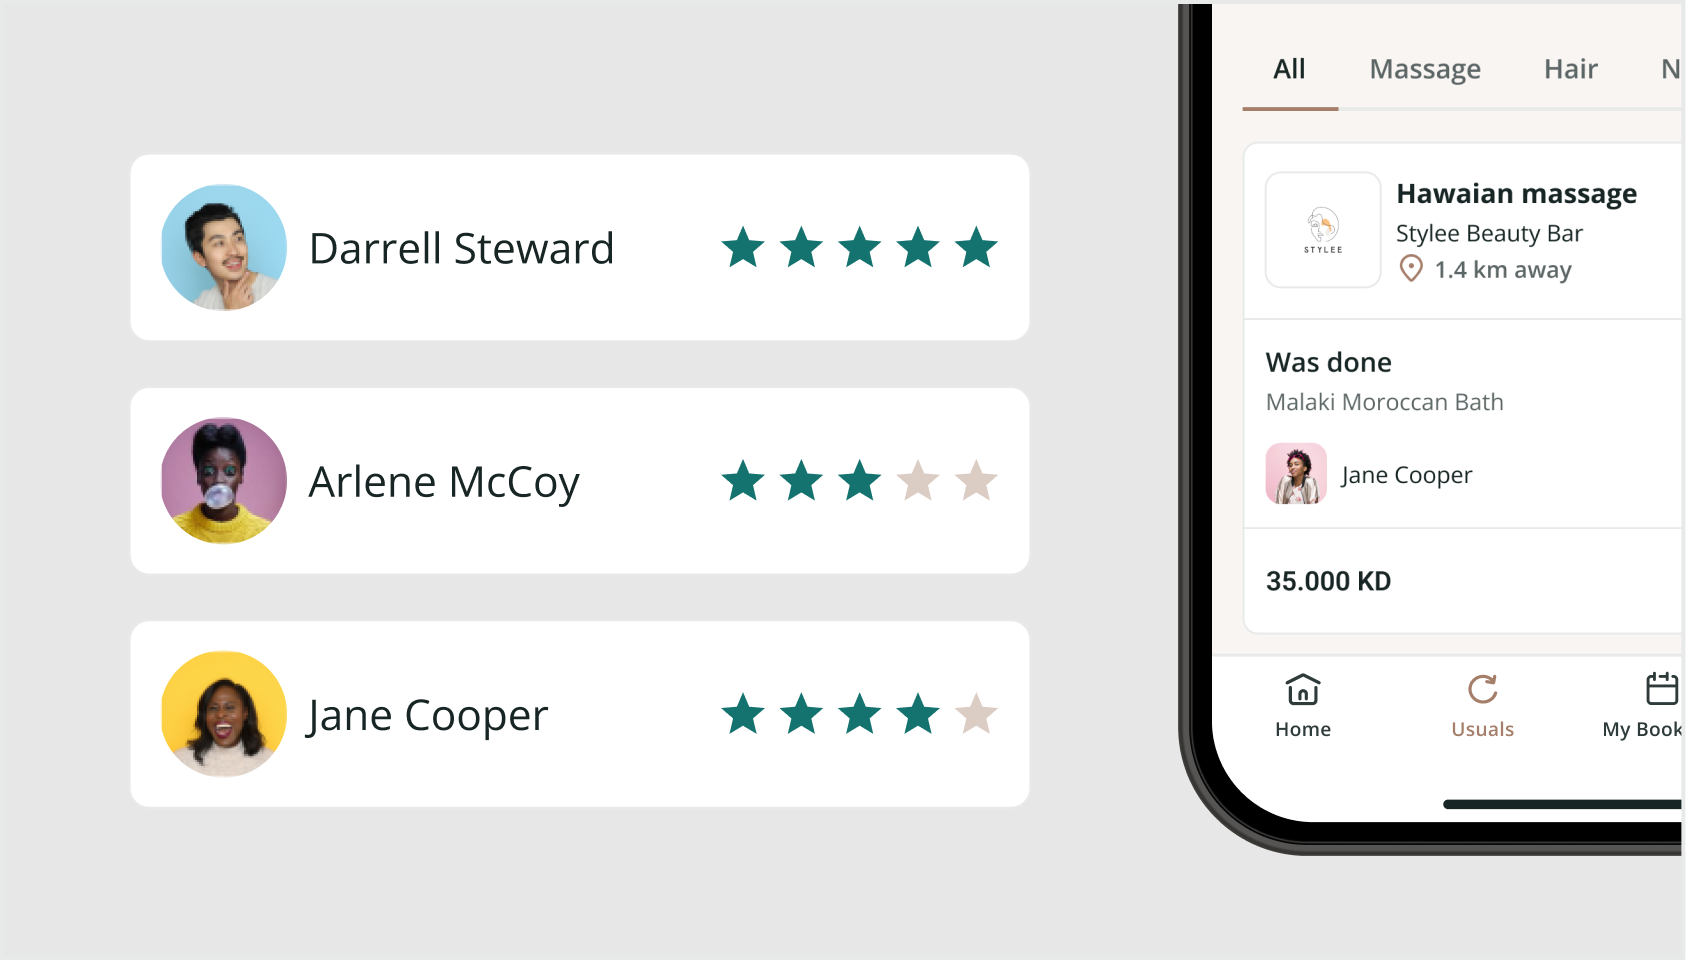 Darrell Steward
Arlene McCoy
Jane Cooper
All Massage Hair N
STYLEE
Hawaian massage
Stylee Beauty Bar
1.4 km away
Was done
Malaki Moroccan Bath
Jane Cooper
35.000 KD
Home Usuals My Book